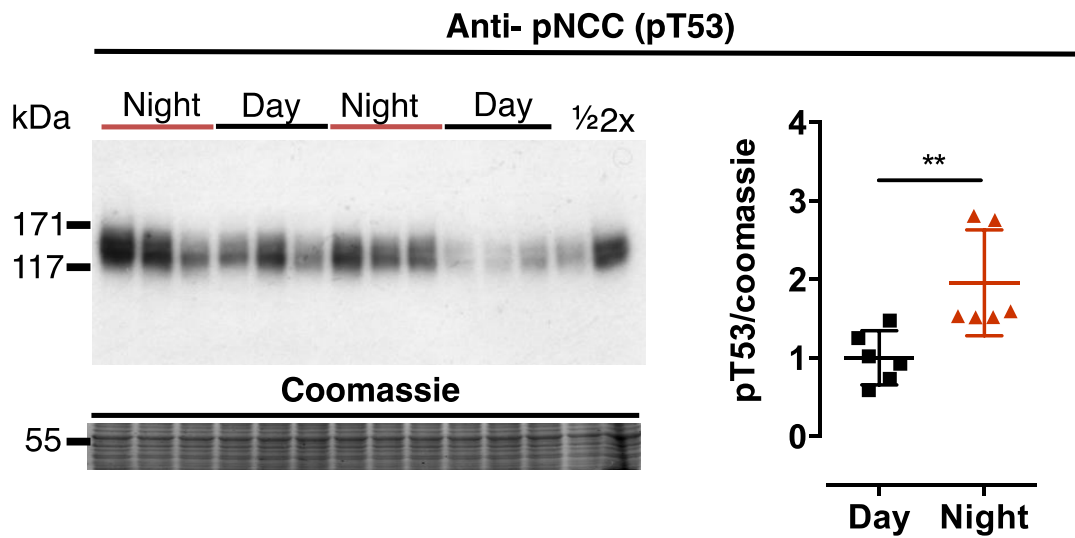 Anti- pNCC (pT53)
kDa
Night Day Night Day ½2x
171
117
Coomassie
55
pT53/coomassie
4
3
2
1
0
**
Day Night